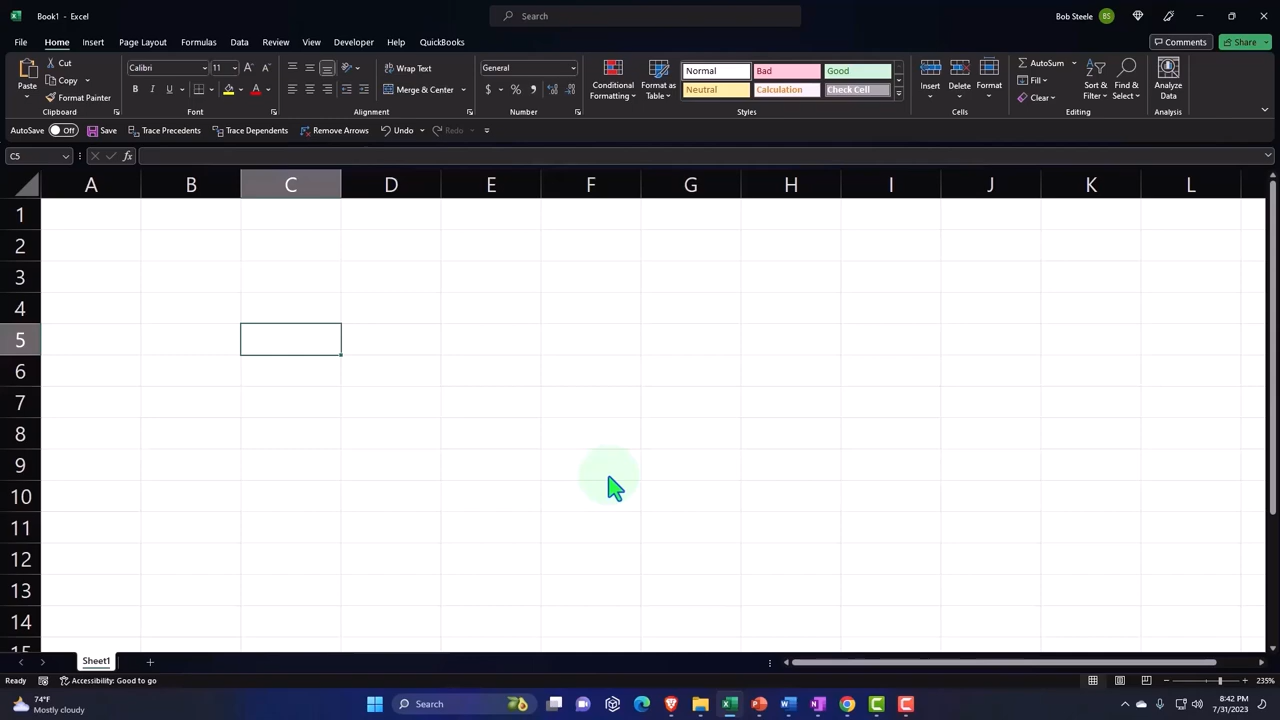 Book1 - Excel
Search
Bob Steele
BS
File
Home
Insert
Page Layout
Formulas
Data
Review
View
Developer
Help
QuickBooks
Comments
Share
Paste
Cut
Copy
Format Painter
Clipboard
Calibri
11
B
I
U
Font
Wrap Text
Merge & Center
Alignment
General
$
%
Number
Conditional
Formatting
Format as
Table
Normal
Bad
Good
Neutral
Calculation
Check Cell
Styles
Insert
Delete
Format
Cells
AutoSum
Fill
Clear
Sort &
Filter
Find &
Select
Editing
Analyze
Data
Analysis
AutoSave
Off
Save
Trace Precedents
Trace Dependents
Remove Arrows
Undo
Redo
C5
fx
A B C D E F G H I J K L
1
2
3
4
5
6
7
8
9
10
11
12
13
14
15
Sheet1
Ready
Accessibility: Good to go
235%
74°F
Mostly cloudy
Search
8:42 PM
7/31/2023